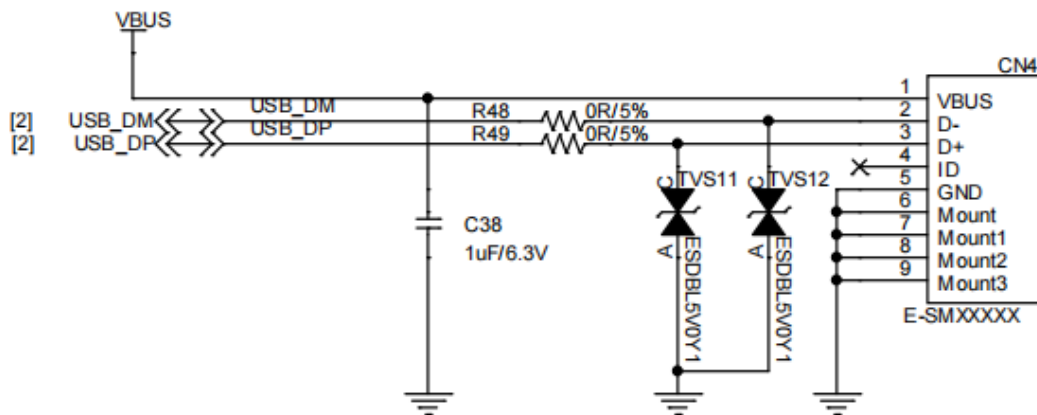 VBUS
CN4
1 VBUS
[2] USB_DM USB_DM R48 0R/5% 2 D-
[2] USB_DP USB_DP R49 0R/5% 3 D+
4 ID
C TVS11 C TVS12
5 GND
6 Mount
C38
7 Mount1
1uF/6.3V
A ESDBL5V0Y1 A ESDBL5V0Y1
8 Mount2
9 Mount3
E-SMXXXXX